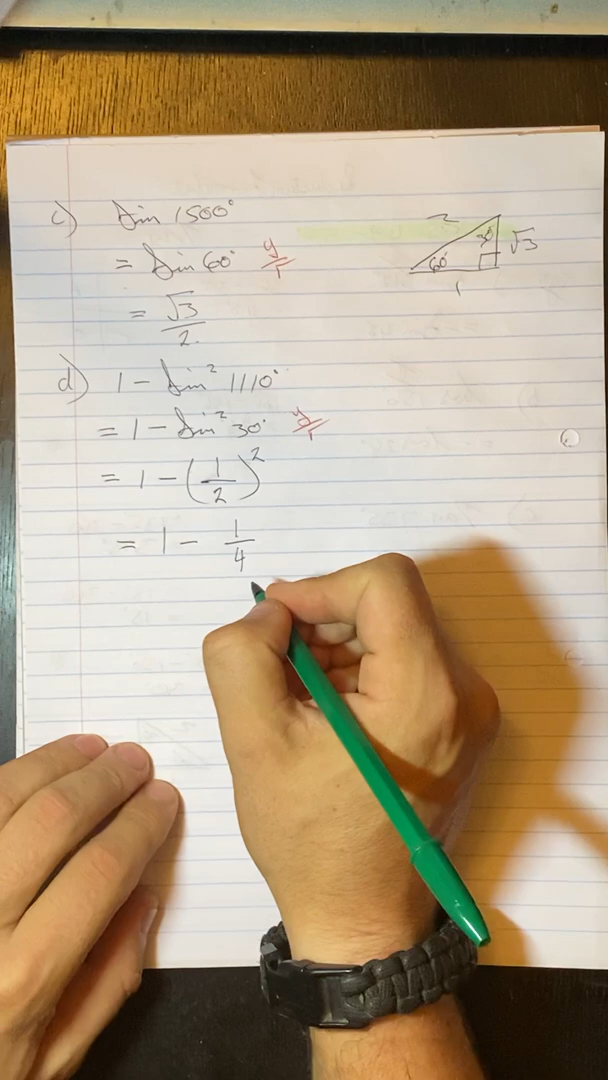 c) sin 1500°
= sin 60° y/r
= √3/2
2 30° √3 60° 1
d) 1 - sin² 1110°
= 1 - sin² 30° y/r
= 1 - (1/2)²
= 1 - 1/4